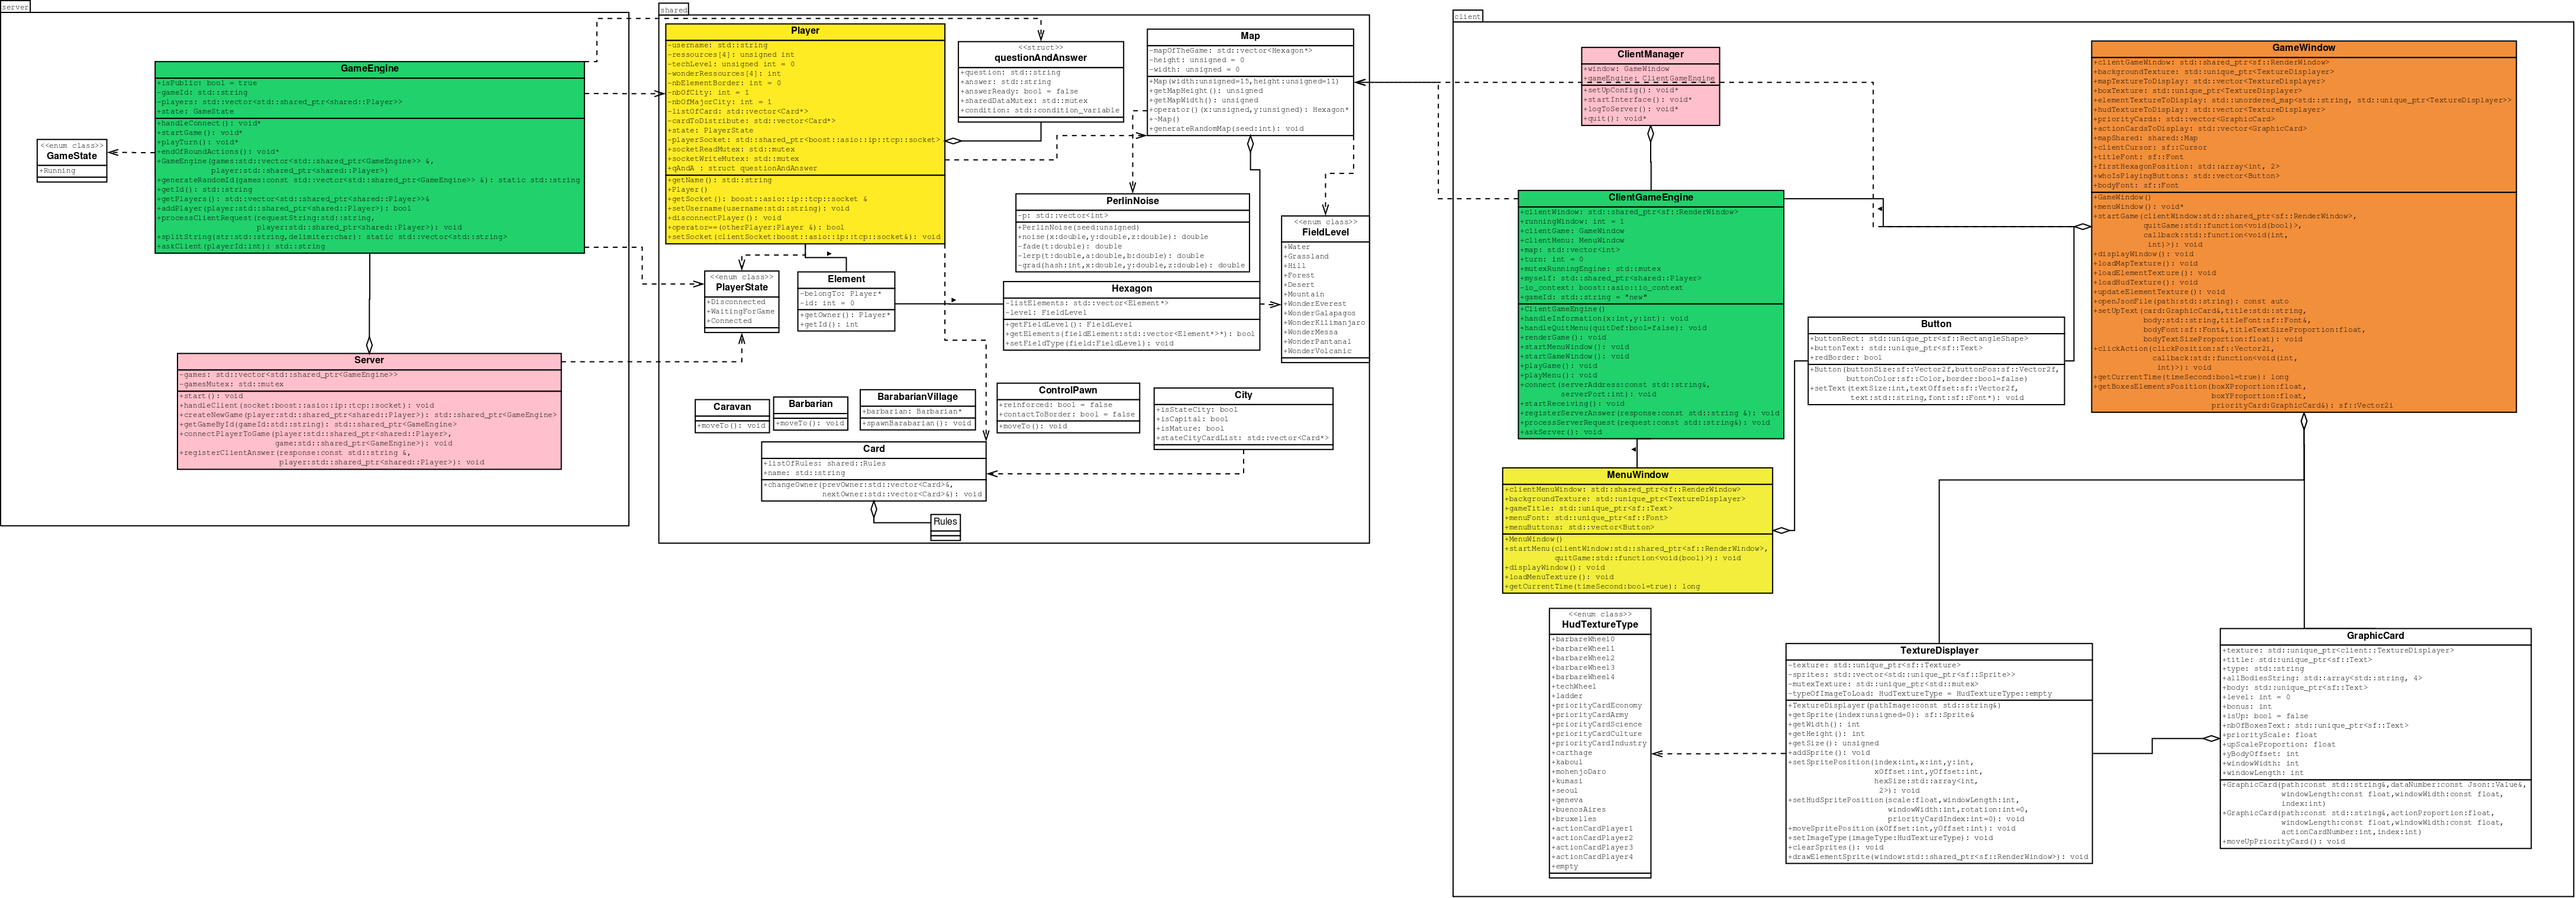 server
GameEngine
+isPublic: bool = true
-gameId: std::string
-players: std::vector<std::shared_ptr<shared::Player>>
+state: GameState
+handleConnect(): void*
+startGame(): void*
+playTurn(): void*
+endOfRoundActions(): void*
+GameEngine(games:std::vector<std::shared_ptr<GameEngine>> &,
player:std::shared_ptr<shared::Player>)
+generateRandomId(games:const std::vector<std::shared_ptr<GameEngine>> &): static std::string
+getId(): std::string
+getPlayers(): std::vector<std::shared_ptr<shared::Player>>&
+addPlayer(player:std::shared_ptr<shared::Player>): bool
+processClientRequest(requestString:std::string,
player:std::shared_ptr<shared::Player>): void
+splitString(str:std::string,delimiter:char): static std::vector<std::string>
+askClient(playerId:int): std::string
<<enum class>>
GameState
+Running
Server
-games: std::vector<std::shared_ptr<GameEngine>>
-gamesMutex: std::mutex
+start(): void
+handleClient(socket:boost::asio::ip::tcp::socket): void
+createNewGame(player:std::shared_ptr<shared::Player>): std::shared_ptr<GameEngine>
+getGameById(gameId:std::string): std::shared_ptr<GameEngine>
+connectPlayerToGame(player:std::shared_ptr<shared::Player>,
game:std::shared_ptr<GameEngine>): void
+registerClientAnswer(response:const std::string &,
player:std::shared_ptr<shared::Player>): void
shared
Player
-username: std::string
-ressources[4]: unsigned int
-techLevel: unsigned int = 0
-wonderRessources[4]: int
-nbElementBorder: int = 0
-nbOfCity: int = 1
-nbOfMajorCity: int = 1
-listOfCard: std::vector<Card*>
-cardToDistribute: std::vector<Card*>
+state: PlayerState
-playerSocket: std::shared_ptr<boost::asio::ip::tcp::socket>
+socketReadMutex: std::mutex
+socketWriteMutex: std::mutex
+qAndA : struct questionAndAnswer
+getName(): std::string
+Player()
+getSocket(): boost::asio::ip::tcp::socket &
+setUsername(username:std::string): void
+disconnectPlayer(): void
+operator==(otherPlayer:Player &): bool
+setSocket(clientSocket:boost::asio::ip::tcp::socket&): void
<<struct>>
questionAndAnswer
+question: std::string
+answer: std::string
+answerReady: bool = false
+sharedDataMutex: std::mutex
+condition: std::condition_variable
Map
-mapOfTheGame: std::vector<Hexagon*>
-height: unsigned = 0
-width: unsigned = 0
+Map(width:unsigned=15,height:unsigned=11)
+getMapHeight(): unsigned
+getMapWidth(): unsigned
+operator()(x:unsigned,y:unsigned): Hexagon*
+~Map()
+generateRandomMap(seed:int): void
PerlinNoise
-p: std::vector<int>
+PerlinNoise(seed:unsigned)
+noise(x:double,y:double,z:double): double
-fade(t:double): double
-lerp(t:double,a:double,b:double): double
-grad(hash:int,x:double,y:double,z:double): double
<<enum class>>
FieldLevel
+Water
+Grassland
+Hill
+Forest
+Desert
+Mountain
+WonderEverest
+WonderGalapagos
+WonderKilimanjaro
+WonderMessa
+WonderPantanal
+WonderVolcanic
<<enum class>>
PlayerState
+Disconnected
+WaitingForGame
+Connected
Element
-belongTo: Player*
-id: int = 0
+getOwner(): Player*
+getId(): int
Hexagon
-listElements: std::vector<Element*>
-level: FieldLevel
+getFieldLevel(): FieldLevel
+getElements(fieldElement:std::vector<Element*>*): bool
+setFieldType(field:FieldLevel): void
Caravan
+moveTo(): void
Barbarian
+moveTo(): void
BarabarianVillage
+barbarian: Barbarian*
+spawnBarabarian(): void
ControlPawn
+reinforced: bool = false
+contactToBorder: bool = false
+moveTo(): void
City
+isStateCity: bool
+isCapital: bool
+isMature: bool
+stateCityCardList: std::vector<Card*>
Card
+listOfRules: shared::Rules
+name: std::string
+changeOwner(prevOwner:std::vector<Card>&,
nextOwner:std::vector<Card>&): void
Rules
client
ClientManager
+window: GameWindow
+gameEngine: ClientGameEngine
+setUpConfig(): void*
+startInterface(): void*
+logToServer(): void*
+quit(): void*
ClientGameEngine
+clientWindow: std::shared_ptr<sf::RenderWindow>
+runningWindow: int = 1
+clientGame: GameWindow
+clientMenu: MenuWindow
+map: std::vector<int>
+turn: int = 0
+mutexRunningEngine: std::mutex
+myself: std::shared_ptr<shared::Player>
-io_context: boost::asio::io_context
+gameId: std::string = "new"
+ClientGameEngine()
+handleInformation(x:int,y:int): void
+handleQuitMenu(quitDef:bool=false): void
+renderGame(): void
+startMenuWindow(): void
+startGameWindow(): void
+playGame(): void
+playMenu(): void
+connect(serverAddress:const std::string&,
serverPort:int): void
+startReceiving(): void
+registerServerAnswer(response:const std::string &): void
+processServerRequest(request:const std::string&): void
+askServer(): void
MenuWindow
+clientMenuWindow: std::shared_ptr<sf::RenderWindow>
+backgroundTexture: std::unique_ptr<TextureDisplayer>
+gameTitle: std::unique_ptr<sf::Text>
+menuFont: std::unique_ptr<sf::Font>
+menuButtons: std::vector<Button>
+MenuWindow()
+startMenu(clientWindow:std::shared_ptr<sf::RenderWindow>,
quitGame:std::function<void(bool)>): void
+displayWindow(): void
+loadMenuTexture(): void
+getCurrentTime(timeSecond:bool=true): long
Button
+buttonRect: std::unique_ptr<sf::RectangleShape>
+buttonText: std::unique_ptr<sf::Text>
+redBorder: bool
+Button(buttonSize:sf::Vector2f,buttonPos:sf::Vector2f,
buttonColor:sf::Color,border:bool=false)
+setText(textSize:int,textOffset:sf::Vector2f,
text:std::string,font:sf::Font*): void
GameWindow
+clientGameWindow: std::shared_ptr<sf::RenderWindow>
+backgroundTexture: std::unique_ptr<TextureDisplayer>
+mapTextureToDisplay: std::vector<TextureDisplayer>
+boxTexture: std::unique_ptr<TextureDisplayer>
+elementTextureToDisplay: std::unordered_map<std::string, std::unique_ptr<TextureDisplayer>>
+hudTextureToDisplay: std::vector<TextureDisplayer>
+priorityCards: std::vector<GraphicCard>
+actionCardsToDisplay: std::vector<GraphicCard>
+mapShared: shared::Map
+clientCursor: sf::Cursor
+titleFont: sf::Font
+firstHexagonPosition: std::array<int, 2>
+whoIsPlayingButtons: std::vector<Button>
+bodyFont: sf::Font
+GameWindow()
+menuWindow(): void*
+startGame(clientWindow:std::shared_ptr<sf::RenderWindow>,
quitGame:std::function<void(bool)>,
callback:std::function<void(int,
int)>): void
+displayWindow(): void
+loadMapTexture(): void
+loadElementTexture(): void
+loadHudTexture(): void
+updateElementTexture(): void
+openJsonFile(path:std::string): const auto
+setUpText(card:GraphicCard&,title:std::string,
body:std::string,titleFont:sf::Font&,
bodyFont:sf::Font&,titleTextSizeProportion:float,
bodyTextSizeProportion:float): void
+clickAction(clickPosition:sf::Vector2i,
callback:std::function<void(int,
int)>): void
+getCurrentTime(timeSecond:bool=true): long
+getBoxesElementsPosition(boxXProportion:float,
boxYProportion:float,
priorityCard:GraphicCard&): sf::Vector2i
<<enum class>>
HudTextureType
+barbareWheel0
+barbareWheel1
+barbareWheel2
+barbareWheel3
+barbareWheel4
+techWheel
+ladder
+priorityCardEconomy
+priorityCardArmy
+priorityCardScience
+priorityCardCulture
+priorityCardIndustry
+carthage
+kaboul
+mohenjoDaro
+kumasi
+seoul
+geneva
+buenosAires
+bruxelles
+actionCardPlayer1
+actionCardPlayer2
+actionCardPlayer3
+actionCardPlayer4
+empty
TextureDisplayer
-texture: std::unique_ptr<sf::Texture>
-sprites: std::vector<std::unique_ptr<sf::Sprite>>
-mutexTexture: std::unique_ptr<std::mutex>
-typeOfImageToLoad: HudTextureType = HudTextureType::empty
+TextureDisplayer(pathImage:const std::string&)
+getSprite(index:unsigned=0): sf::Sprite&
+getWidth(): int
+getHeight(): int
+getSize(): unsigned
+addSprite(): void
+setSpritePosition(index:int,x:int,y:int,
xOffset:int,yOffset:int,
hexSize:std::array<int,
2>): void
+setHudSpritePosition(scale:float,windowLength:int,
windowWidth:int,rotation:int=0,
priorityCardIndex:int=0): void
+moveSpritePosition(xOffset:int,yOffset:int): void
+setImageType(imageType:HudTextureType): void
+clearSprites(): void
+drawElementSprite(window:std::shared_ptr<sf::RenderWindow>): void
GraphicCard
+texture: std::unique_ptr<client::TextureDisplayer>
+title: std::unique_ptr<sf::Text>
+type: std::string
+allBodiesString: std::array<std::string, 4>
+body: std::unique_ptr<sf::Text>
+level: int = 0
+bonus: int
+isUp: bool = false
+nbOfBoxesText: std::unique_ptr<sf::Text>
+priorityScale: float
+upScaleProportion: float
+yBodyOffset: int
+windowWidth: int
+windowLength: int
+GraphicCard(path:const std::string&,dataNumber:const Json::Value&,
windowLength:const float,windowWidth:const float,
index:int)
+GraphicCard(path:const std::string&,actionProportion:float,
windowLength:const float,windowWidth:const float,
actionCardNumber:int,index:int)
+moveUpPriorityCard(): void